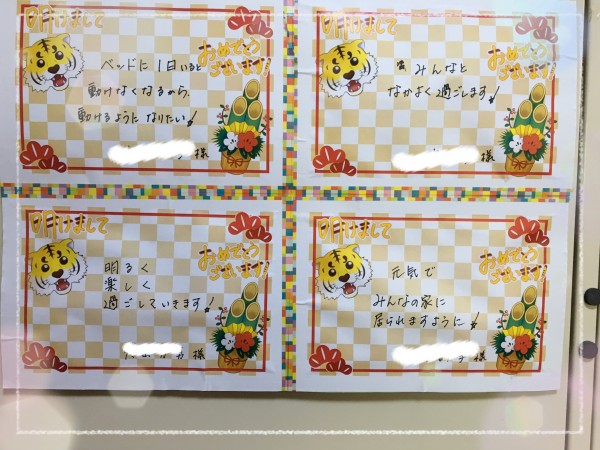 明けまして
おめでとう
ございます!
ベッドに1日いると
動けなくなるから、
動けるようになりたい!
様
明けまして
おめでとう
ございます!
みんなと
なかよく過ごします!
様
明けまして
おめでとう
ございます!
明るく
楽しく
過ごしていきます!
様
明けまして
おめでとう
ございます!
元気で
みんなの家に
居られますように!
様